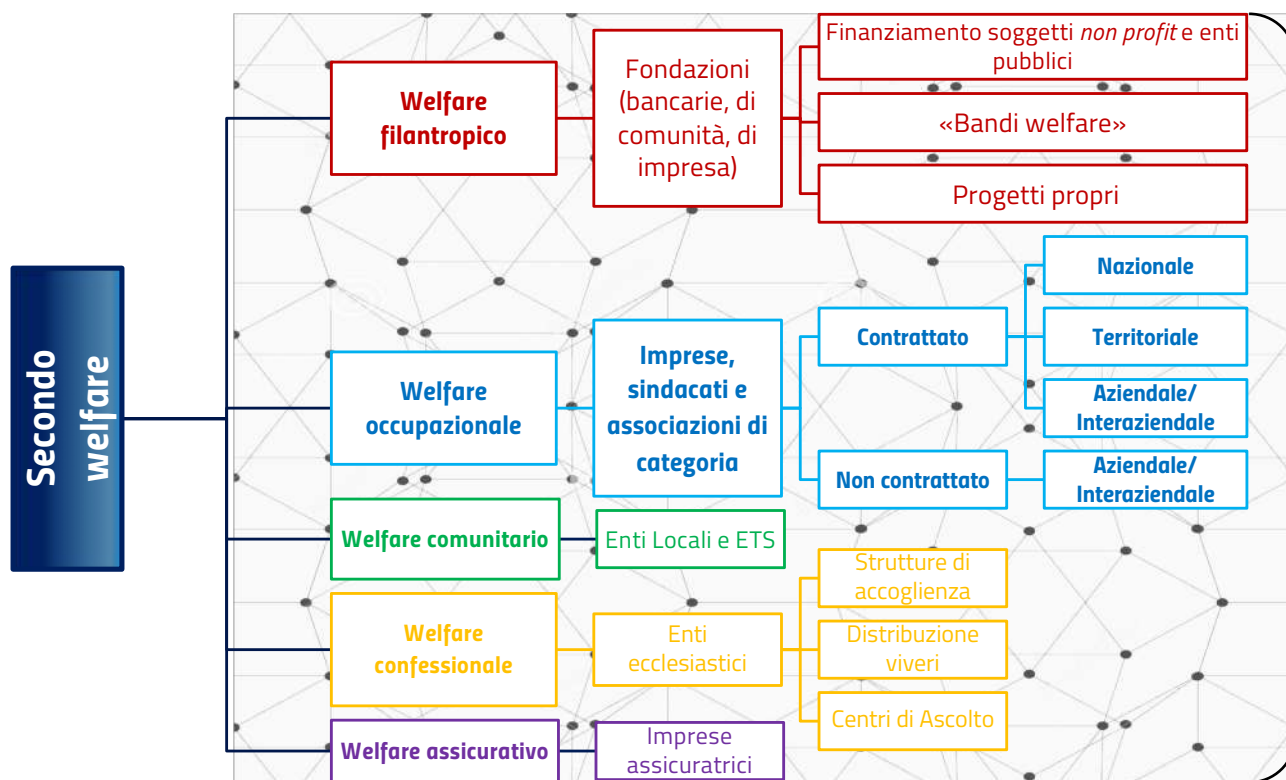 Secondo
welfare
Welfare
filantropico
Fondazioni
(bancarie, di
comunità, di
impresa)
Finanziamento soggetti non profit e enti
pubblici
«Bandi welfare»
Progetti propri
Welfare
occupazionale
Imprese,
sindacati e
associazioni di
categoria
Contrattato
Nazionale
Territoriale
Aziendale/
Interaziendale
Non contrattato
Aziendale/
Interaziendale
Welfare comunitario
Enti Locali e ETS
Welfare
confessionale
Enti
ecclesiastici
Strutture di
accoglienza
Distribuzione
viveri
Centri di Ascolto
Welfare assicurativo
Imprese
assicuratrici